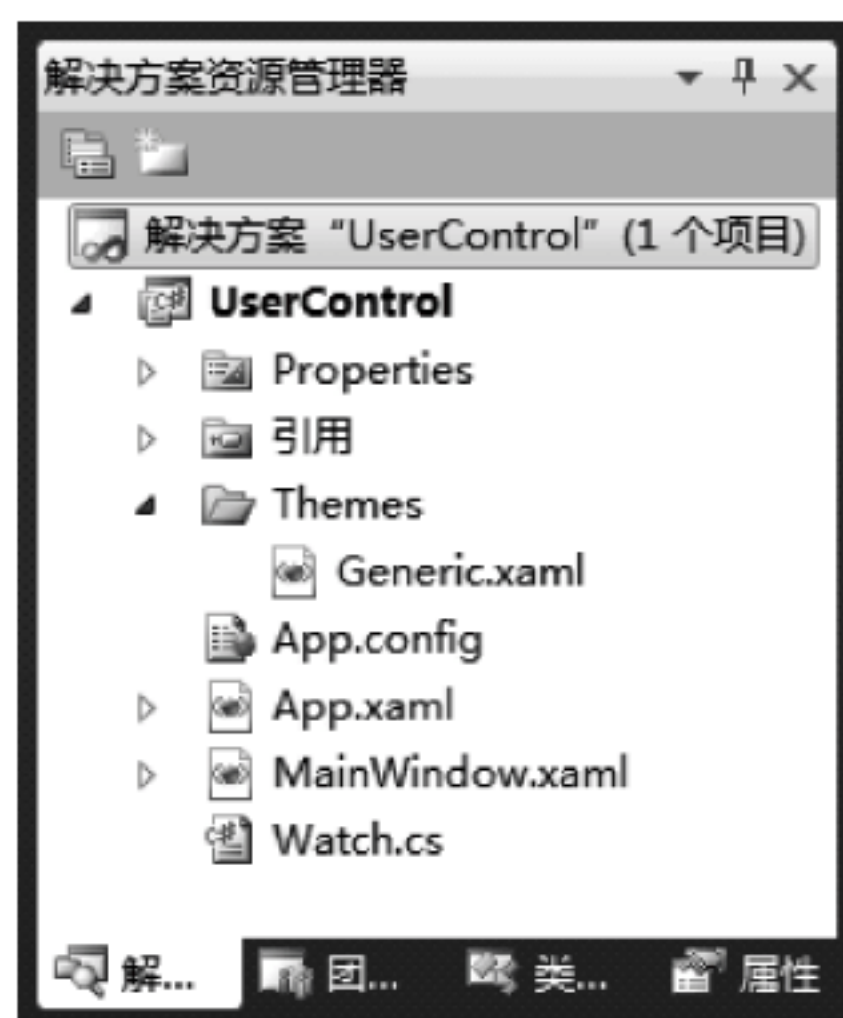 解决方案资源管理器
解决方案 “UserControl” (1 个项目)
UserControl
Properties
引用
Themes
Generic.xaml
App.config
App.xaml
MainWindow.xaml
Watch.cs
解... 团... 类... 属性